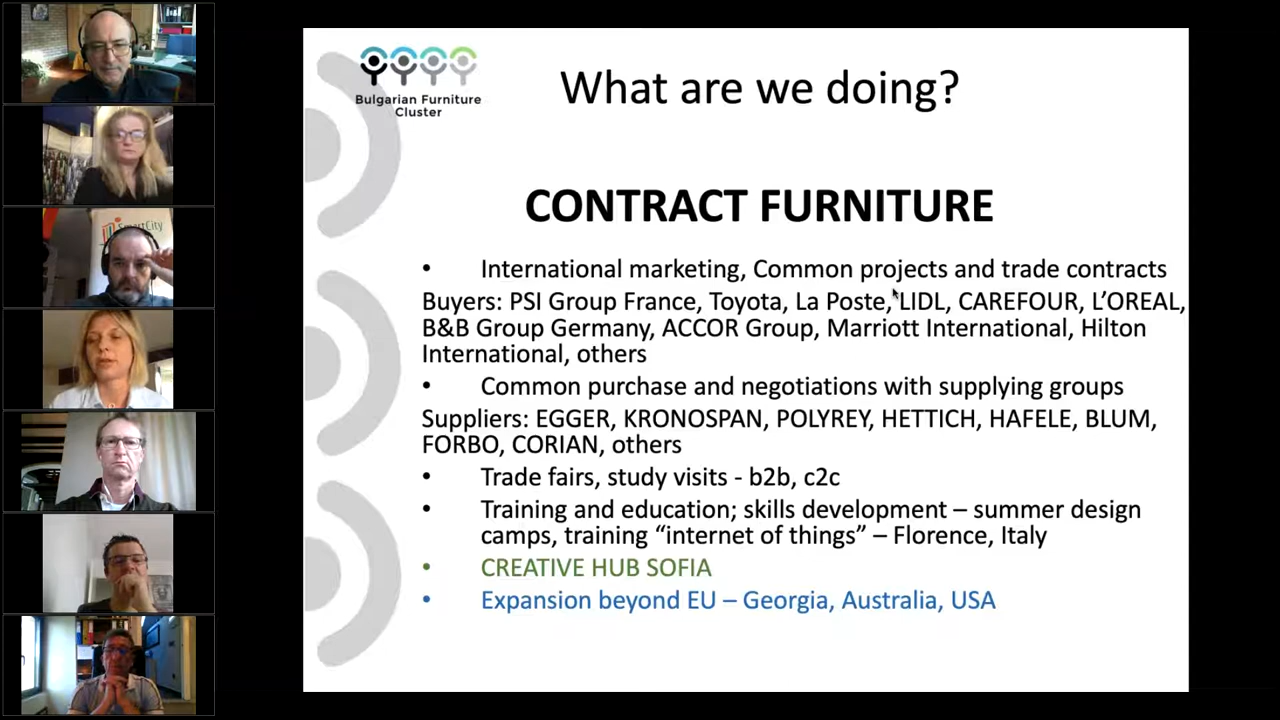 Bulgarian Furniture
Cluster
What are we doing?
CONTRACT FURNITURE
• International marketing, Common projects and trade contracts
Buyers: PSI Group France, Toyota, La Poste, LIDL, CAREFOUR, L’OREAL,
B&B Group Germany, ACCOR Group, Marriott International, Hilton
International, others
• Common purchase and negotiations with supplying groups
Suppliers: EGGER, KRONOSPAN, POLYREY, HETTICH, HAFELE, BLUM,
FORBO, CORIAN, others
• Trade fairs, study visits - b2b, c2c
• Training and education; skills development – summer design
camps, training “internet of things” – Florence, Italy
• CREATIVE HUB SOFIA
• Expansion beyond EU – Georgia, Australia, USA